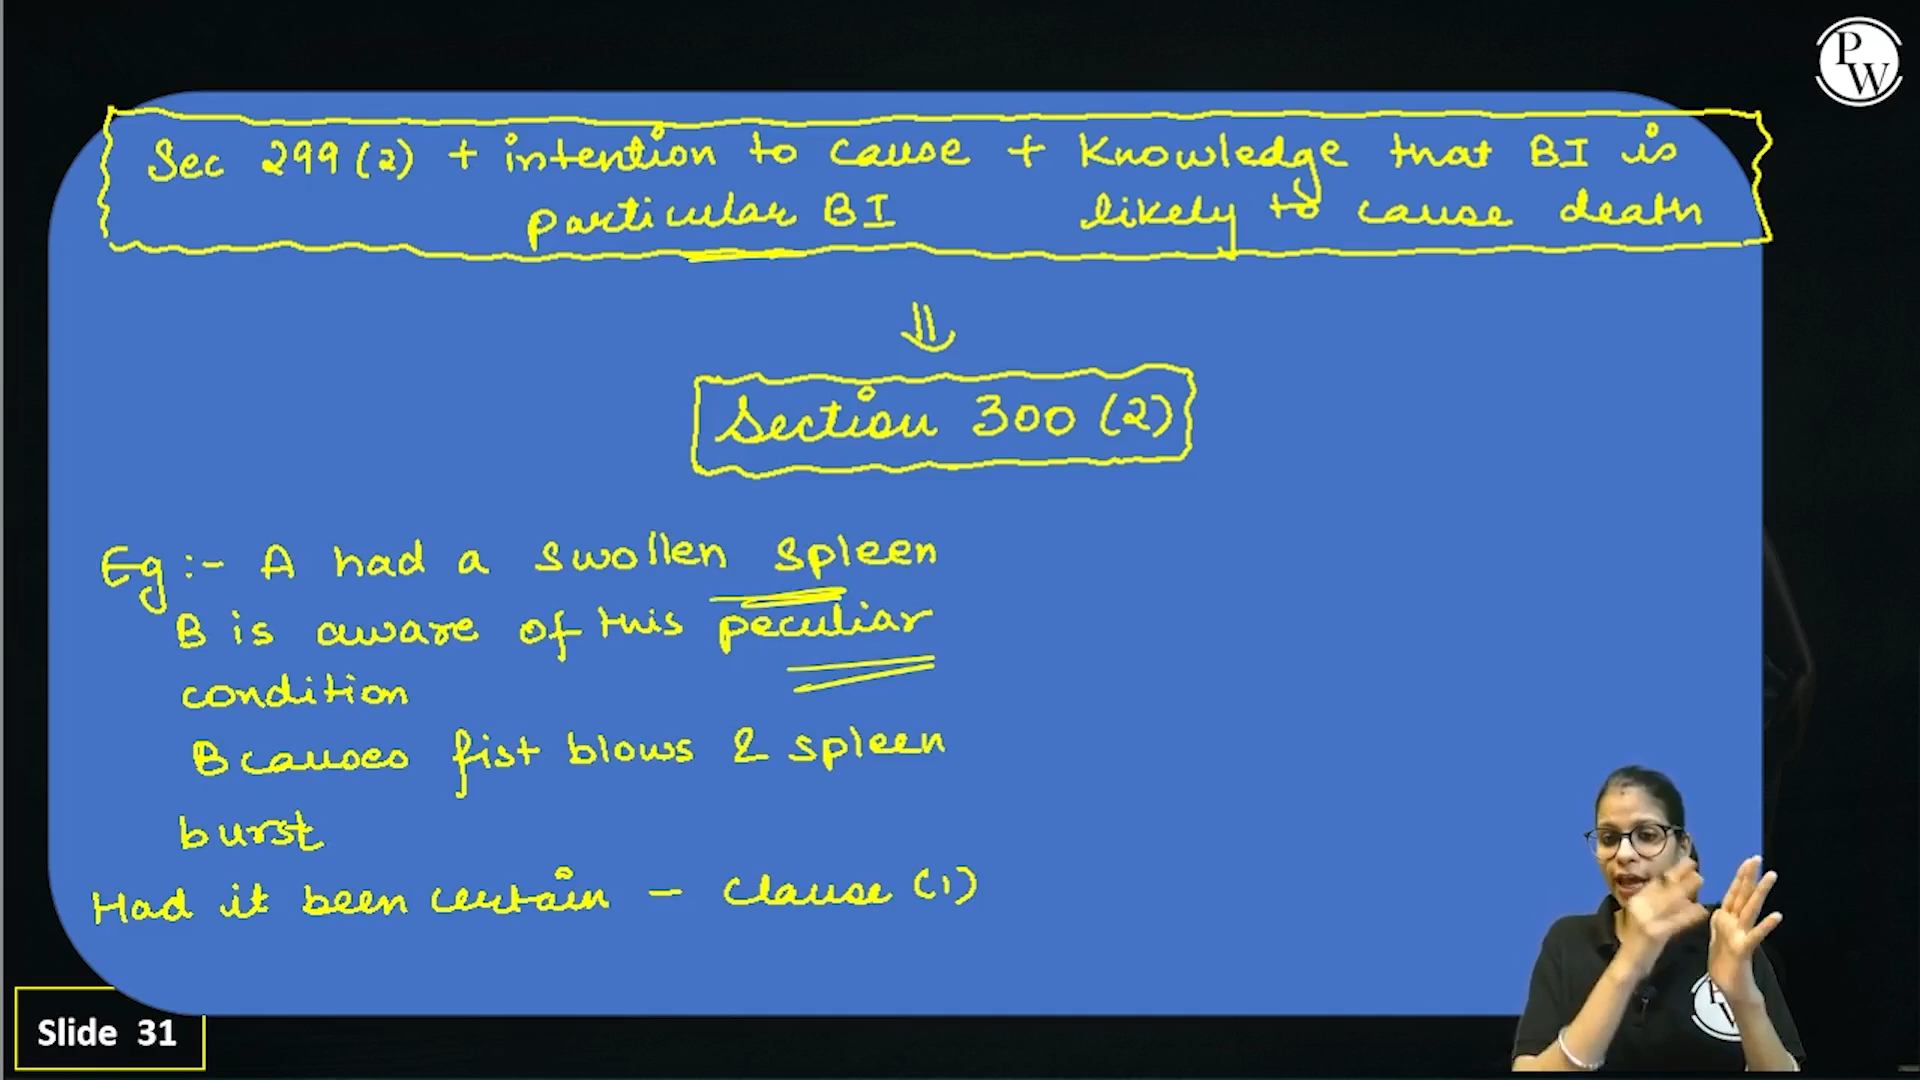 PW
Sec 299 (2) + intention to cause + Knowledge that BI is
particular BI likely to cause death
Section 300 (2)
Eg :- A had a swollen spleen
B is aware of this peculiar
condition
B causes fist blows & spleen
burst
Had it been certain - Clause (1)
Slide 31